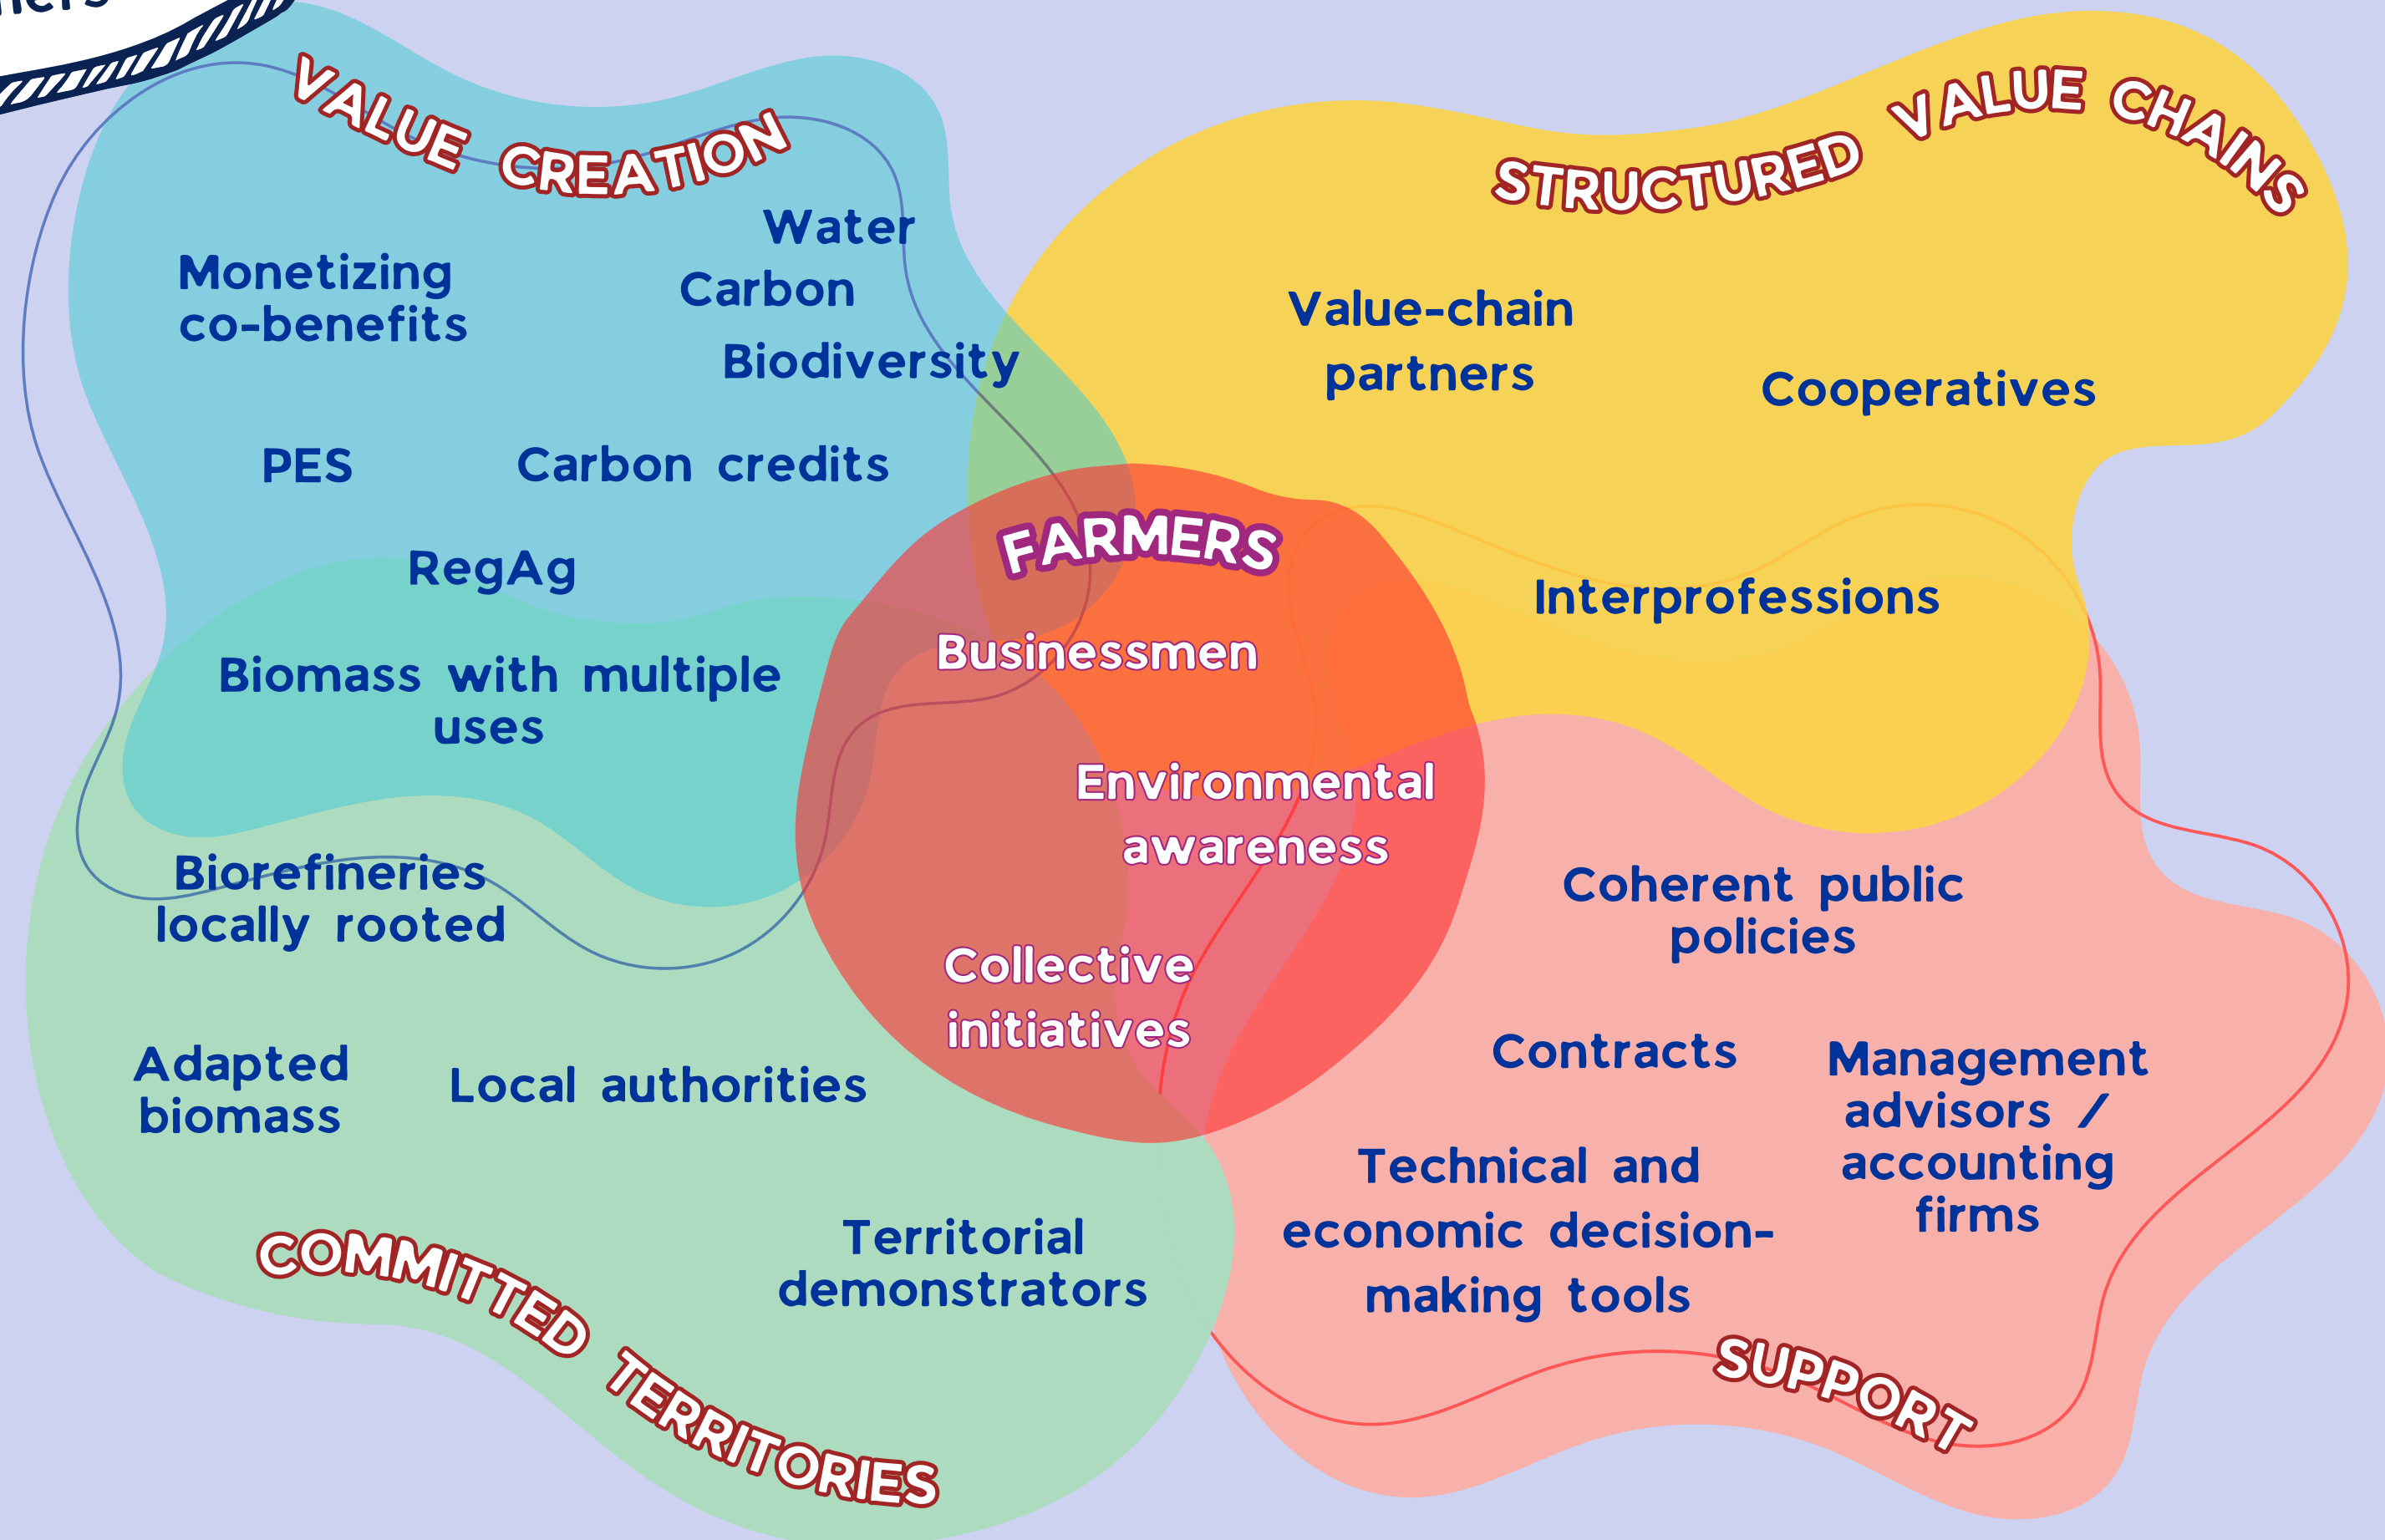 VALUE CREATION
Monetizing
co-benefits
Water
Carbon
Biodiversity
PES
Carbon credits
RegAg
Biomass with multiple
uses
STRUCTURED VALUE CHAINS
Value-chain
partners
Cooperatives
Interprofessions
FARMERS
Businessmen
Environmental
awareness
Collective
initiatives
Biorefineries
locally rooted
Adapted
biomass
Local authorities
Territorial
demonstrators
COMMITTED TERRITORIES
Coherent public
policies
Contracts
Management
advisors /
accounting
firms
Technical and
economic decision-
making tools
SUPPORT